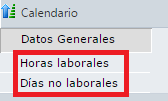 Calendario
Datos Generales
Horas laborales
Días no laborales